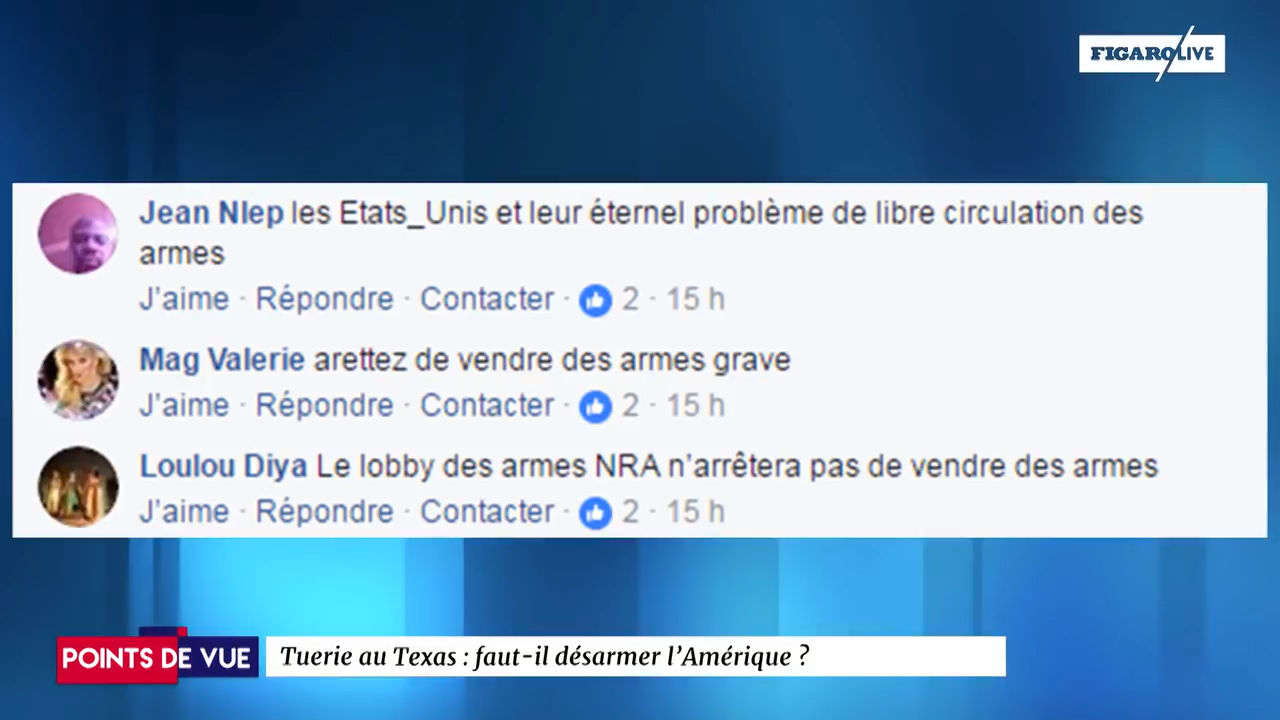 FIGARO LIVE
Jean Nlep les Etats_Unis et leur éternel problème de libre circulation des
armes
J'aime · Répondre · Contacter · 2 · 15 h
Mag Valerie arettez de vendre des armes grave
J'aime · Répondre · Contacter · 2 · 15 h
Loulou Diya Le lobby des armes NRA n'arrêtera pas de vendre des armes
J'aime · Répondre · Contacter · 2 · 15 h
POINTS DE VUE
Tuerie au Texas : faut-il désarmer l'Amérique ?